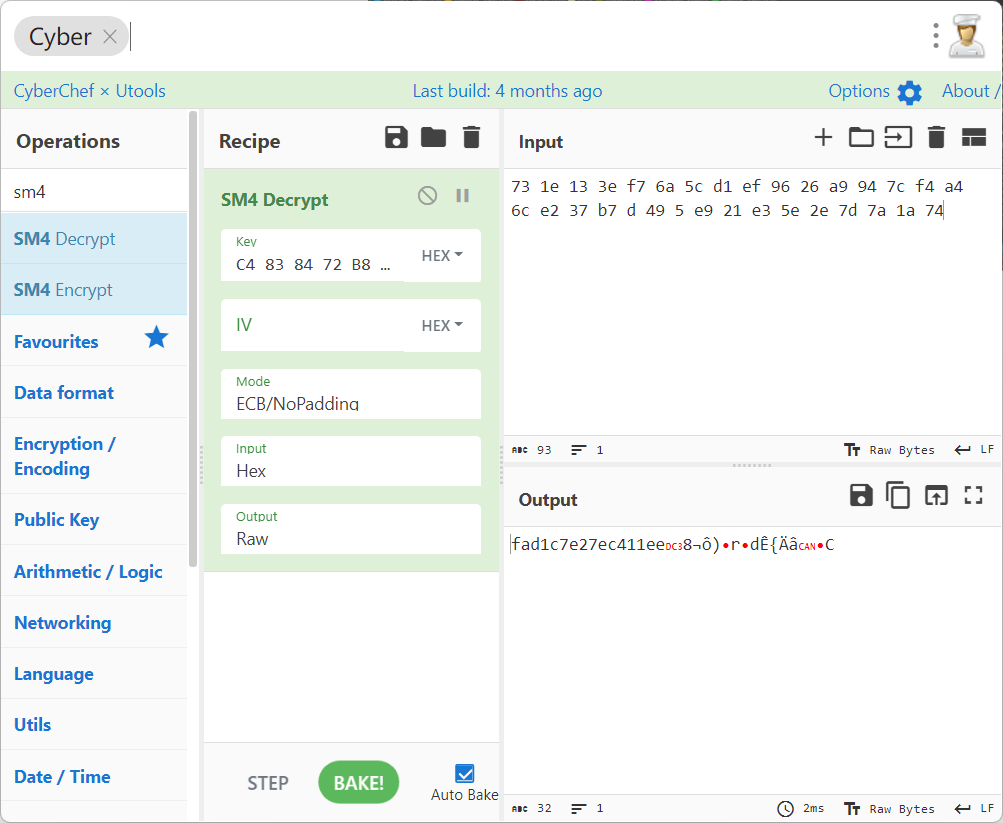 Cyber
CyberChef × Utools
Last build: 4 months ago
Options
About /
Operations
sm4
SM4 Decrypt
SM4 Encrypt
Favourites
Data format
Encryption /
Encoding
Public Key
Arithmetic / Logic
Networking
Language
Utils
Date / Time
Recipe
SM4 Decrypt
Key
C4 83 84 72 B8 ...
HEX
IV
HEX
Mode
ECB/NoPadding
Input
Hex
Output
Raw
STEP
BAKE!
Auto Bake
Input
73 1e 13 3e f7 6a 5c d1 ef 96 26 a9 94 7c f4 a4
6c e2 37 b7 d 49 5 e9 21 e3 5e 2e 7d 7a 1a 74
ABC 93
1
Tт Raw Bytes
LF
Output
fad1c7e27ec411eeDC38¬ô)•r•dÊ{ÄâCAN•C
ABC 32
1
2ms
Tт Raw Bytes
LF